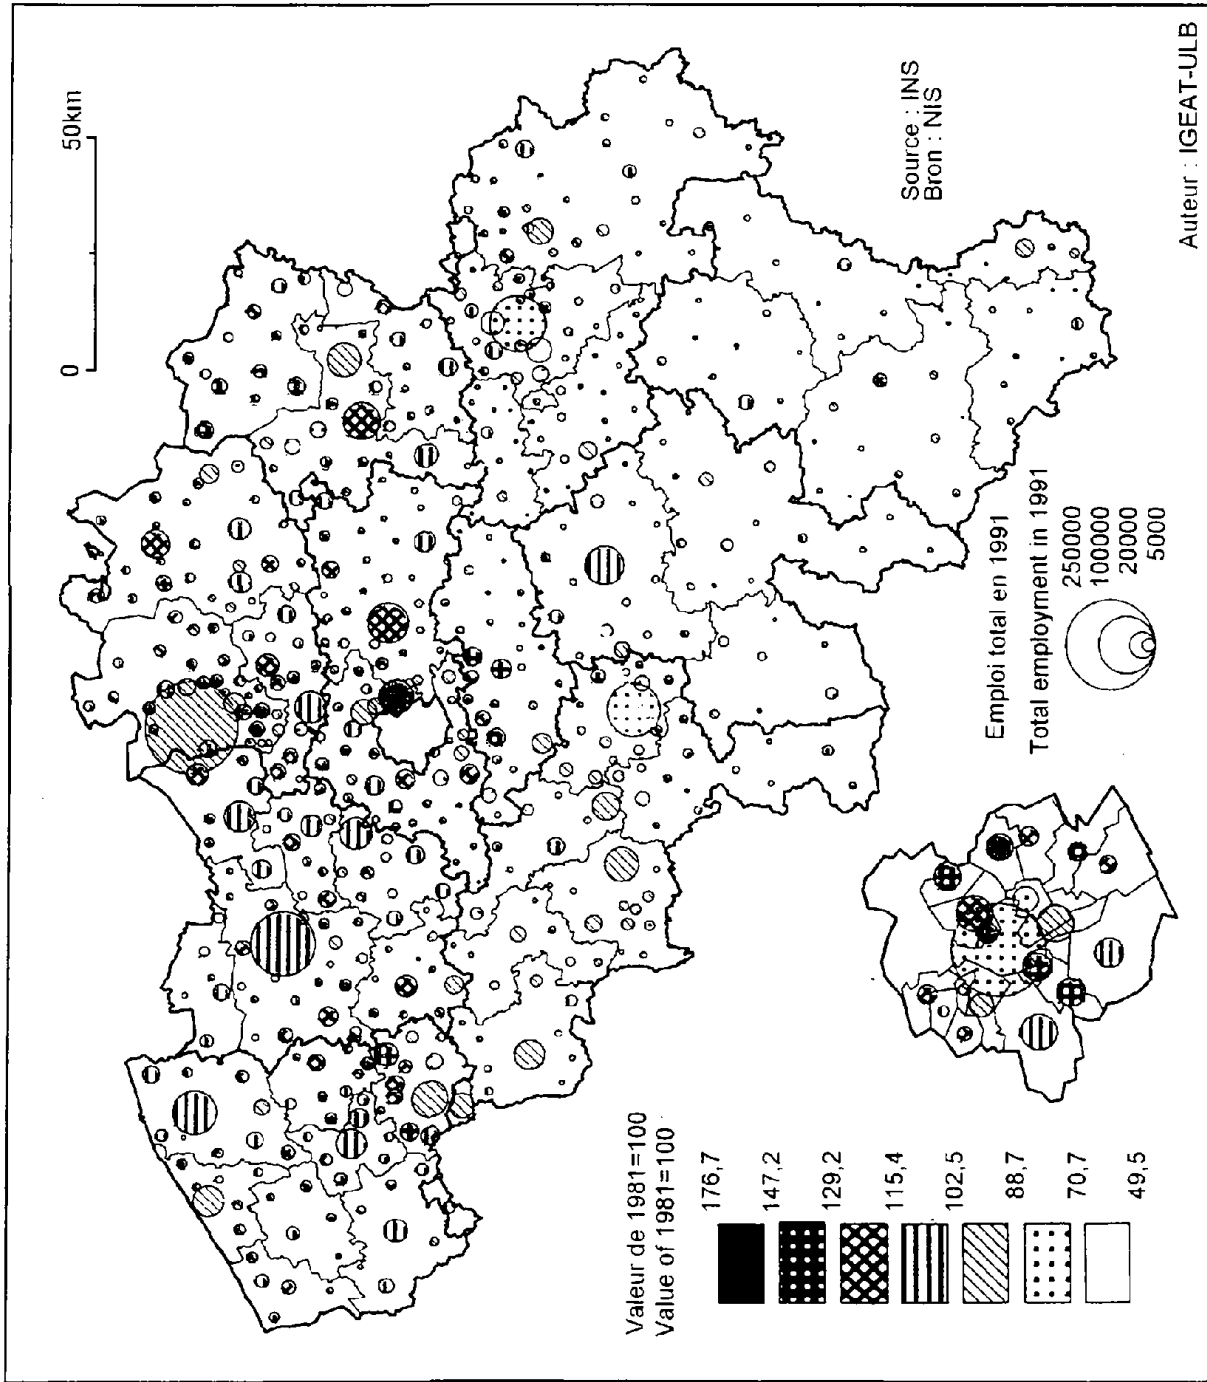 0
50km
Source : INS
Bron : NIS
Auteur : IGEAT-ULB
Emploi total en 1991
Total employment in 1991
250000
100000
20000
5000
Valeur de 1981=100
Value of 1981=100
176,7
147,2
129,2
115,4
102,5
88,7
70,7
49,5